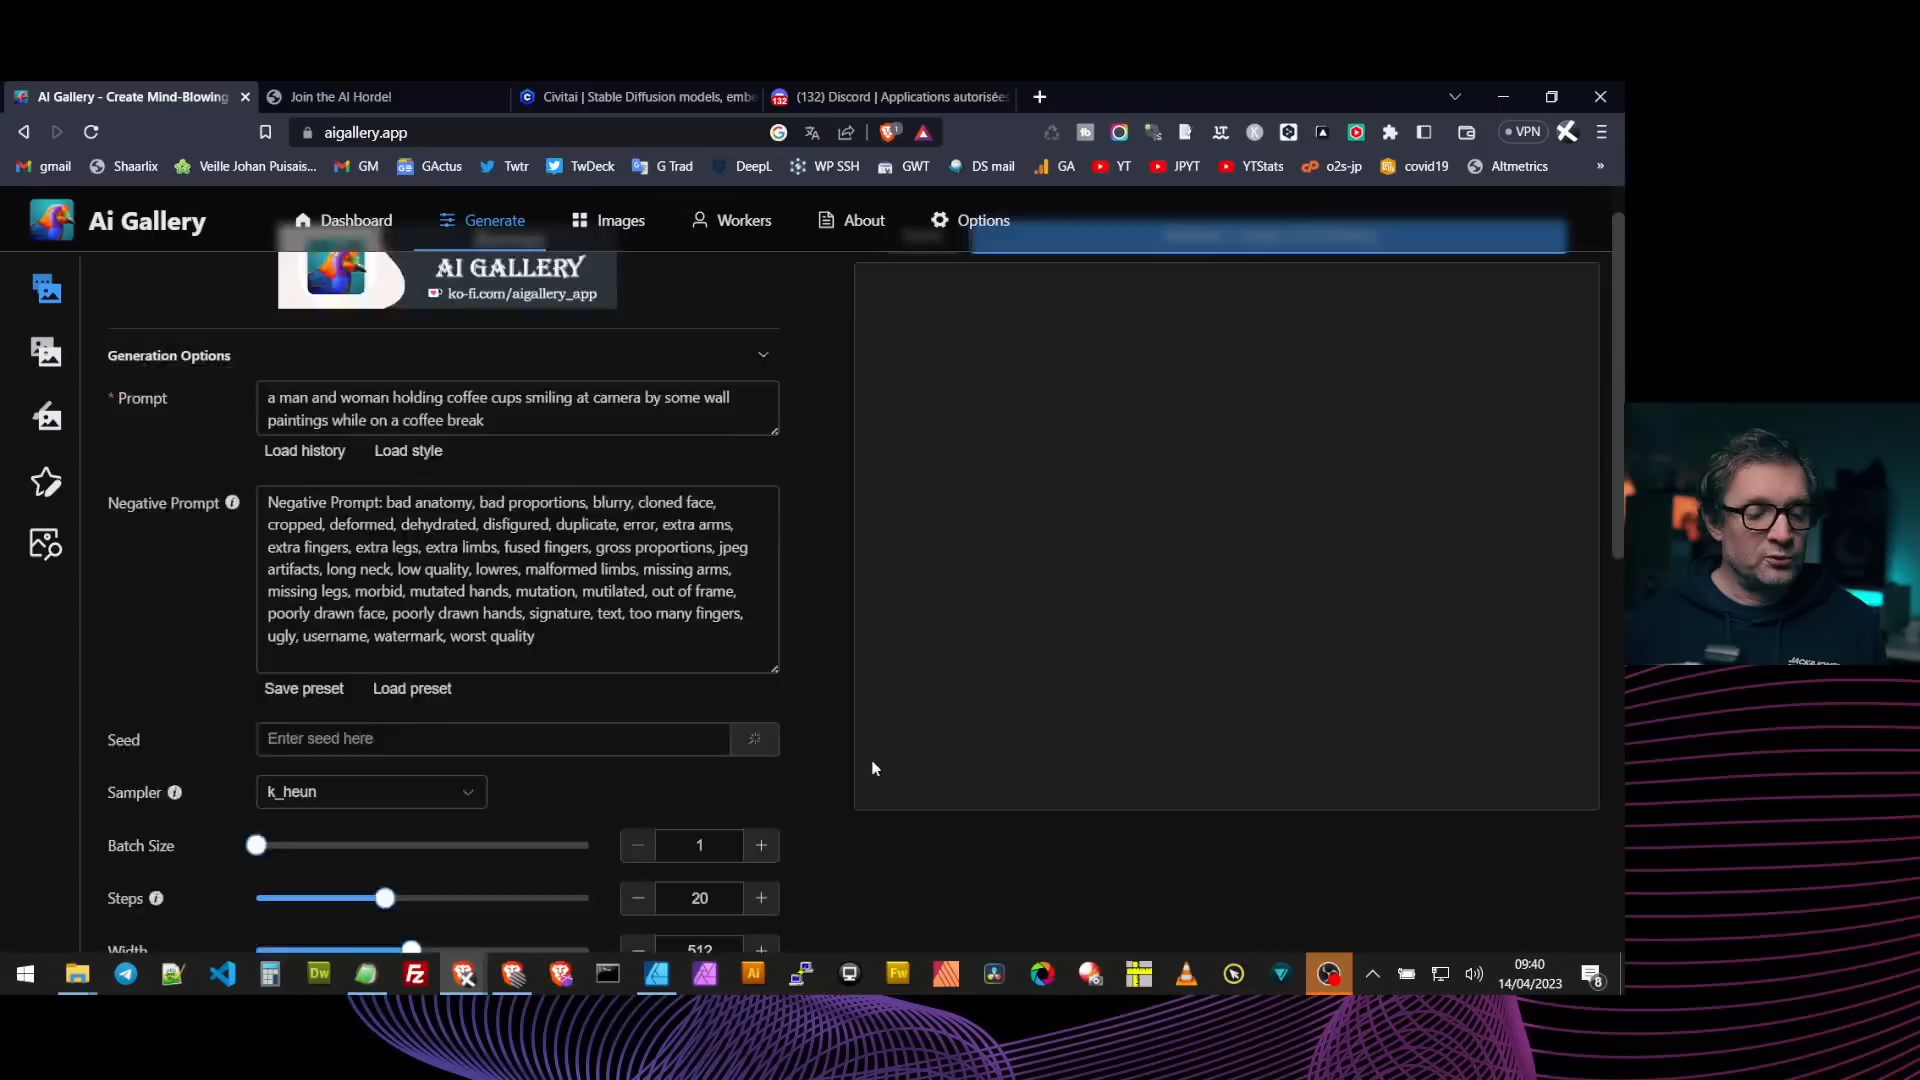 AI Gallery - Create Mind-Blowing
Join the AI Horde!
Civitai | Stable Diffusion models, embe
(132) Discord | Applications autorisées
aigallery.app
VPN
gmail
Shaarlix
Veille Johan Puisais...
GM
GActus
Twtr
TwDeck
G Trad
DeepL
WP SSH
GWT
DS mail
GA
YT
JPYT
YTStats
o2s-jp
covid19
Altmetrics
»
Ai Gallery
Dashboard
Generate
Images
Workers
About
Options
AI GALLERY
ko-fi.com/aigallery_app
Generation Options
* Prompt
a man and woman holding coffee cups smiling at camera by some wall
paintings while on a coffee break
Load history
Load style
Negative Prompt
Negative Prompt: bad anatomy, bad proportions, blurry, cloned face,
cropped, deformed, dehydrated, disfigured, duplicate, error, extra arms,
extra fingers, extra legs, extra limbs, fused fingers, gross proportions, jpeg
artifacts, long neck, low quality, lowres, malformed limbs, missing arms,
missing legs, morbid, mutated hands, mutation, mutilated, out of frame,
poorly drawn face, poorly drawn hands, signature, text, too many fingers,
ugly, username, watermark, worst quality
Save preset
Load preset
Seed
Enter seed here
Sampler
k_heun
Batch Size
1
Steps
20
Width
512
Dw
Fz
Ai
Fw
09:40
14/04/2023
8